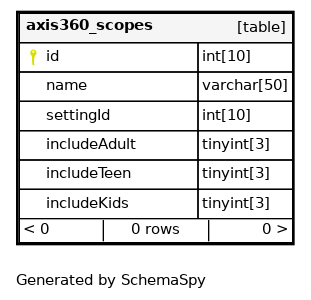 axis360_scopes [table]
id int[10]
name varchar[50]
settingId int[10]
includeAdult tinyint[3]
includeTeen tinyint[3]
includeKids tinyint[3]
< 0 0 rows 0 >
Generated by SchemaSpy